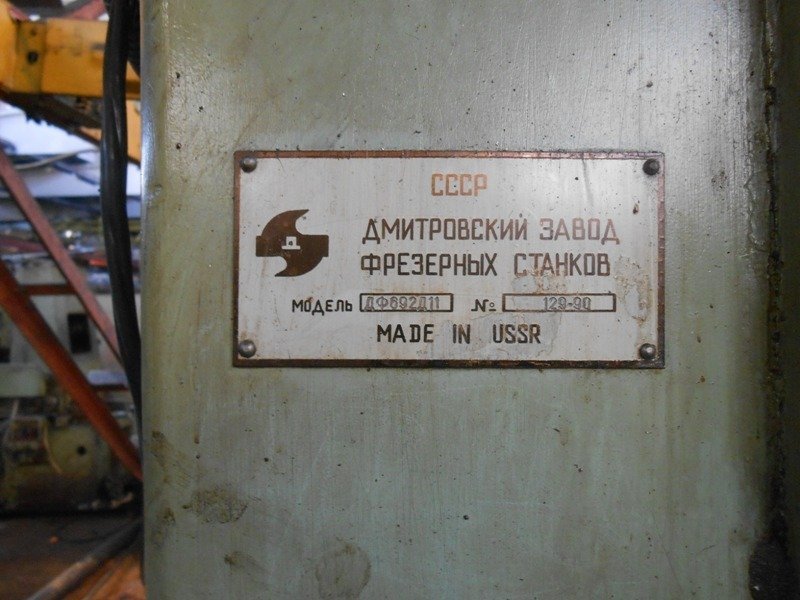 СССР
ДМИТРОВСКИЙ ЗАВОД
ФРЕЗЕРНЫХ СТАНКОВ
МОДЕЛЬ ДФ692Д11 № 129-90
MADE IN USSR